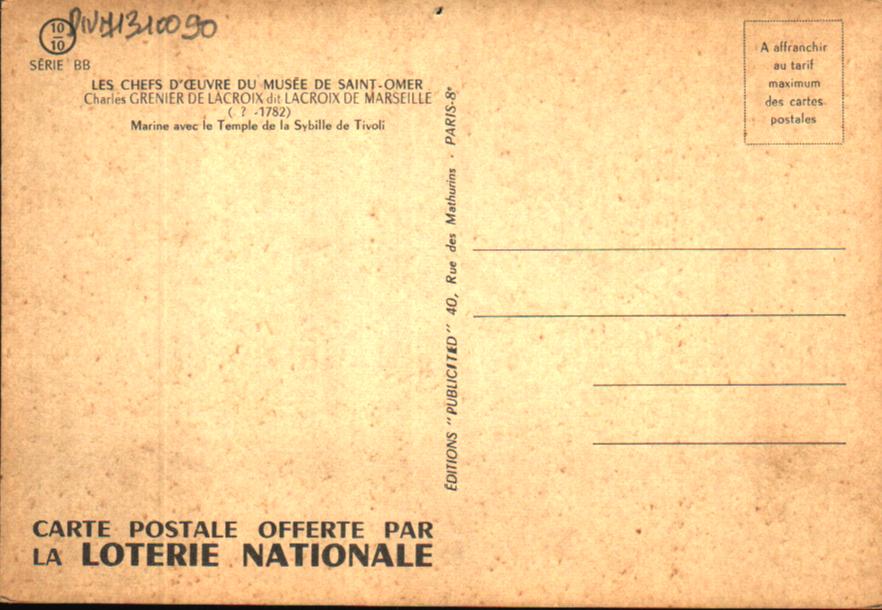 10
10
SÉRIE BB
LES CHEFS D'ŒUVRE DU MUSÉE DE SAINT-OMER
Charles GRENIER DE LACROIX dit LACROIX DE MARSEILLE
( ? -1782)
Marine avec le Temple de la Sybille de Tivoli
A affranchir
au tarif
maximum
des cartes
postales
ÉDITIONS "PUBLICITED" 40, Rue des Mathurins - PARIS-8e
CARTE POSTALE OFFERTE PAR
LA LOTERIE NATIONALE